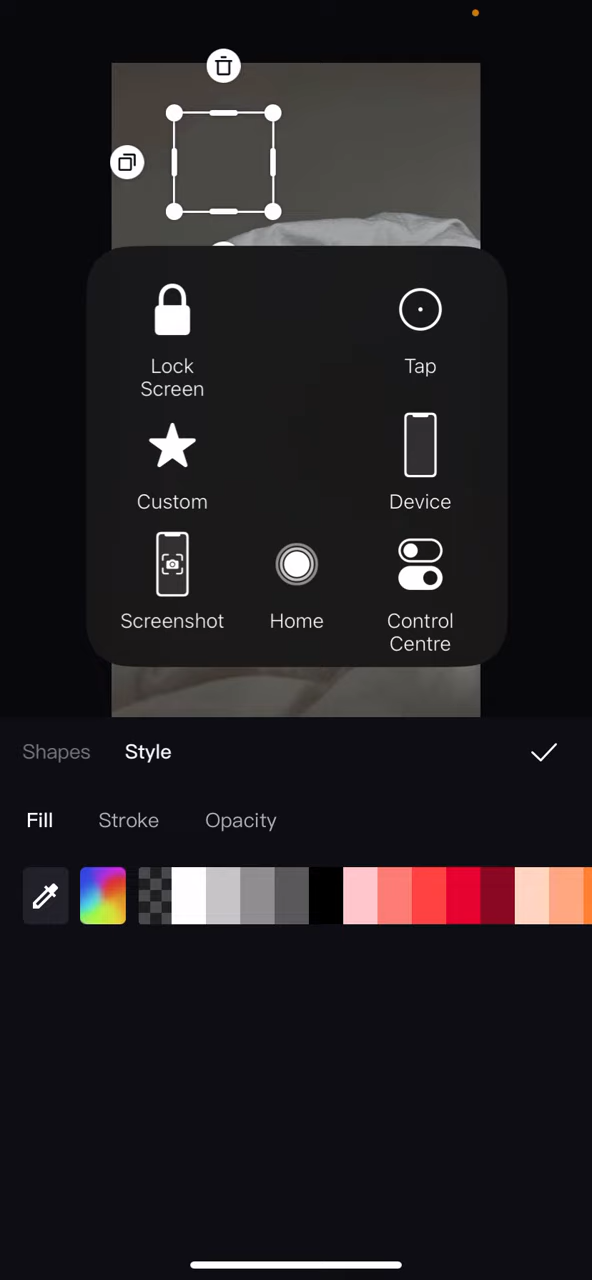 Lock
Screen
Tap
Custom
Device
Screenshot
Home
Control
Centre
Shapes
Style
Fill
Stroke
Opacity